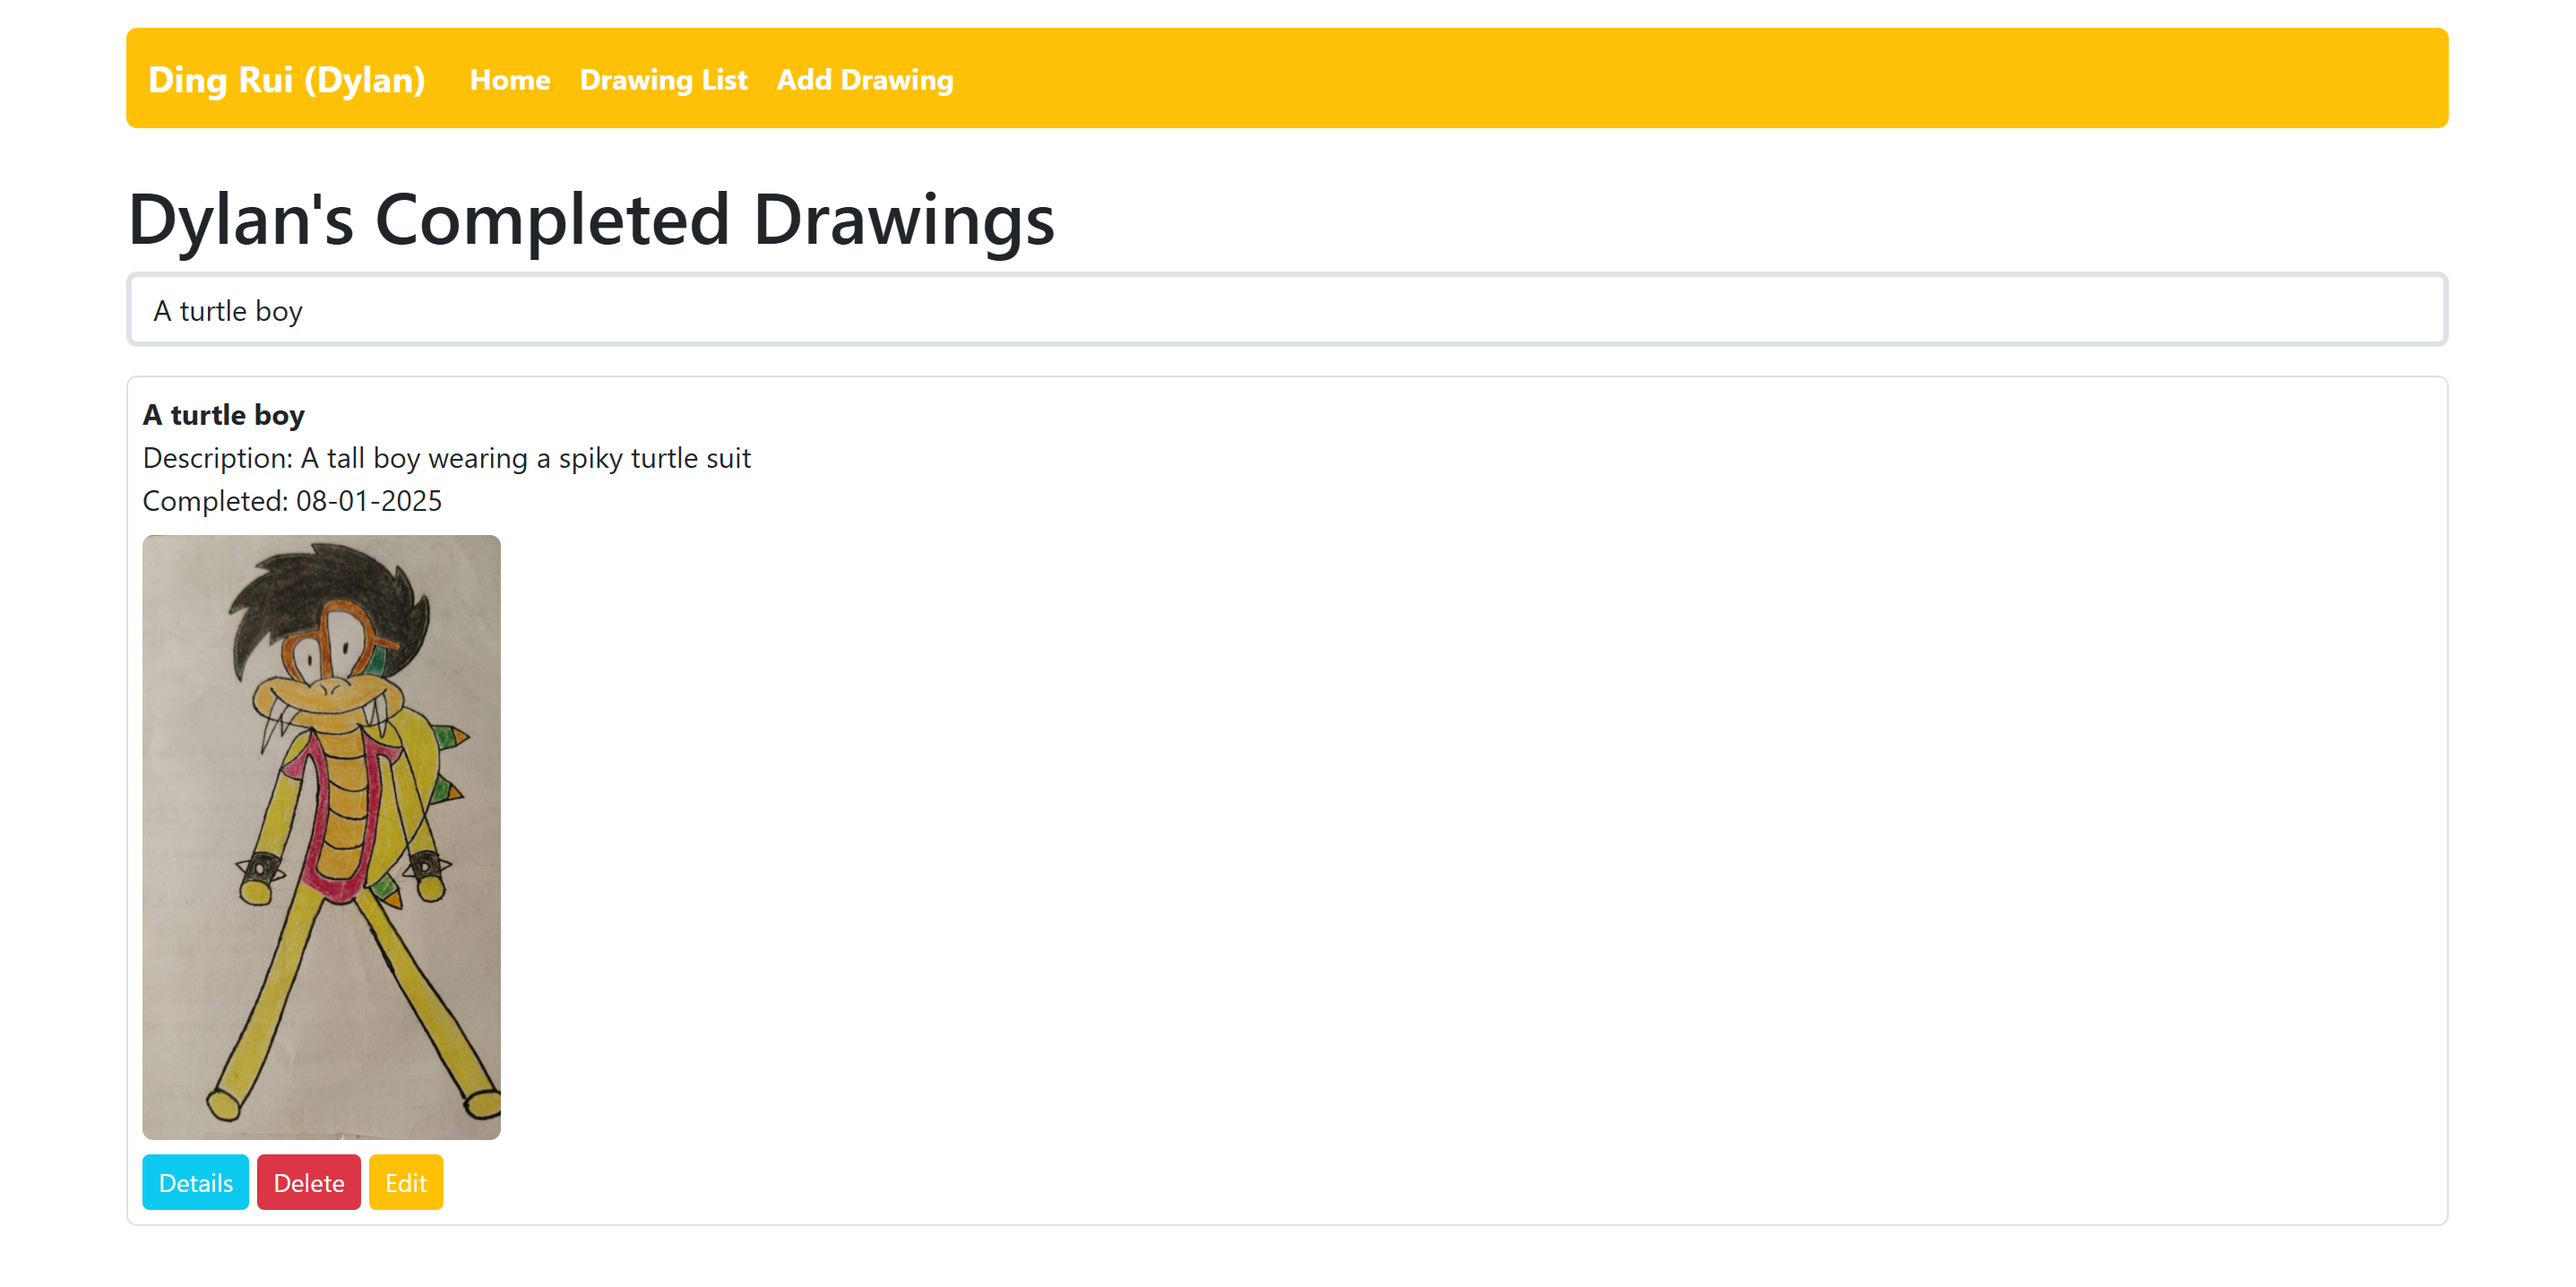 Ding Rui (Dylan) Home Drawing List Add Drawing
Dylan's Completed Drawings
A turtle boy
A turtle boy
Description: A tall boy wearing a spiky turtle suit
Completed: 08-01-2025
Details Delete Edit